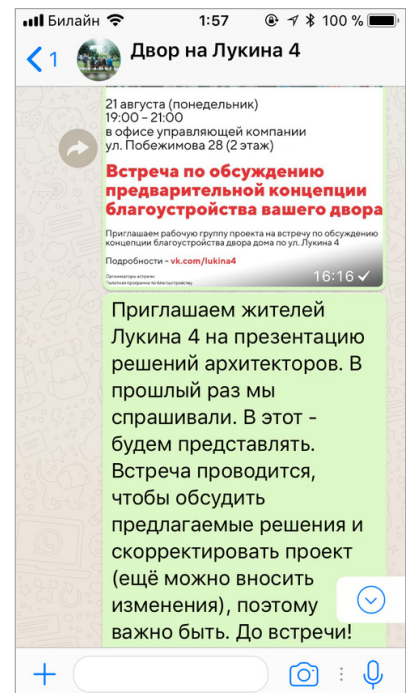 Билайн 1:57 100 %
1 Двор на Лукина 4
21 августа (понедельник)
19:00 – 21:00
в офисе управляющей компании
ул. Побежимова 28 (2 этаж)
Встреча по обсуждению
предварительной концепции
благоустройства вашего двора
Приглашаем рабочую группу проекта на встречу по обсуждению
концепции благоустройства двора дома по ул. Лукина 4
Подробности – vk.com/lukina4
Организаторы встречи:
16:16
Приглашаем жителей
Лукина 4 на презентацию
решений архитекторов. В
прошлый раз мы
спрашивали. В этот -
будем представлять.
Встреча проводится,
чтобы обсудить
предлагаемые решения и
скорректировать проект
(ещё можно вносить
изменения), поэтому
важно быть. До встречи!